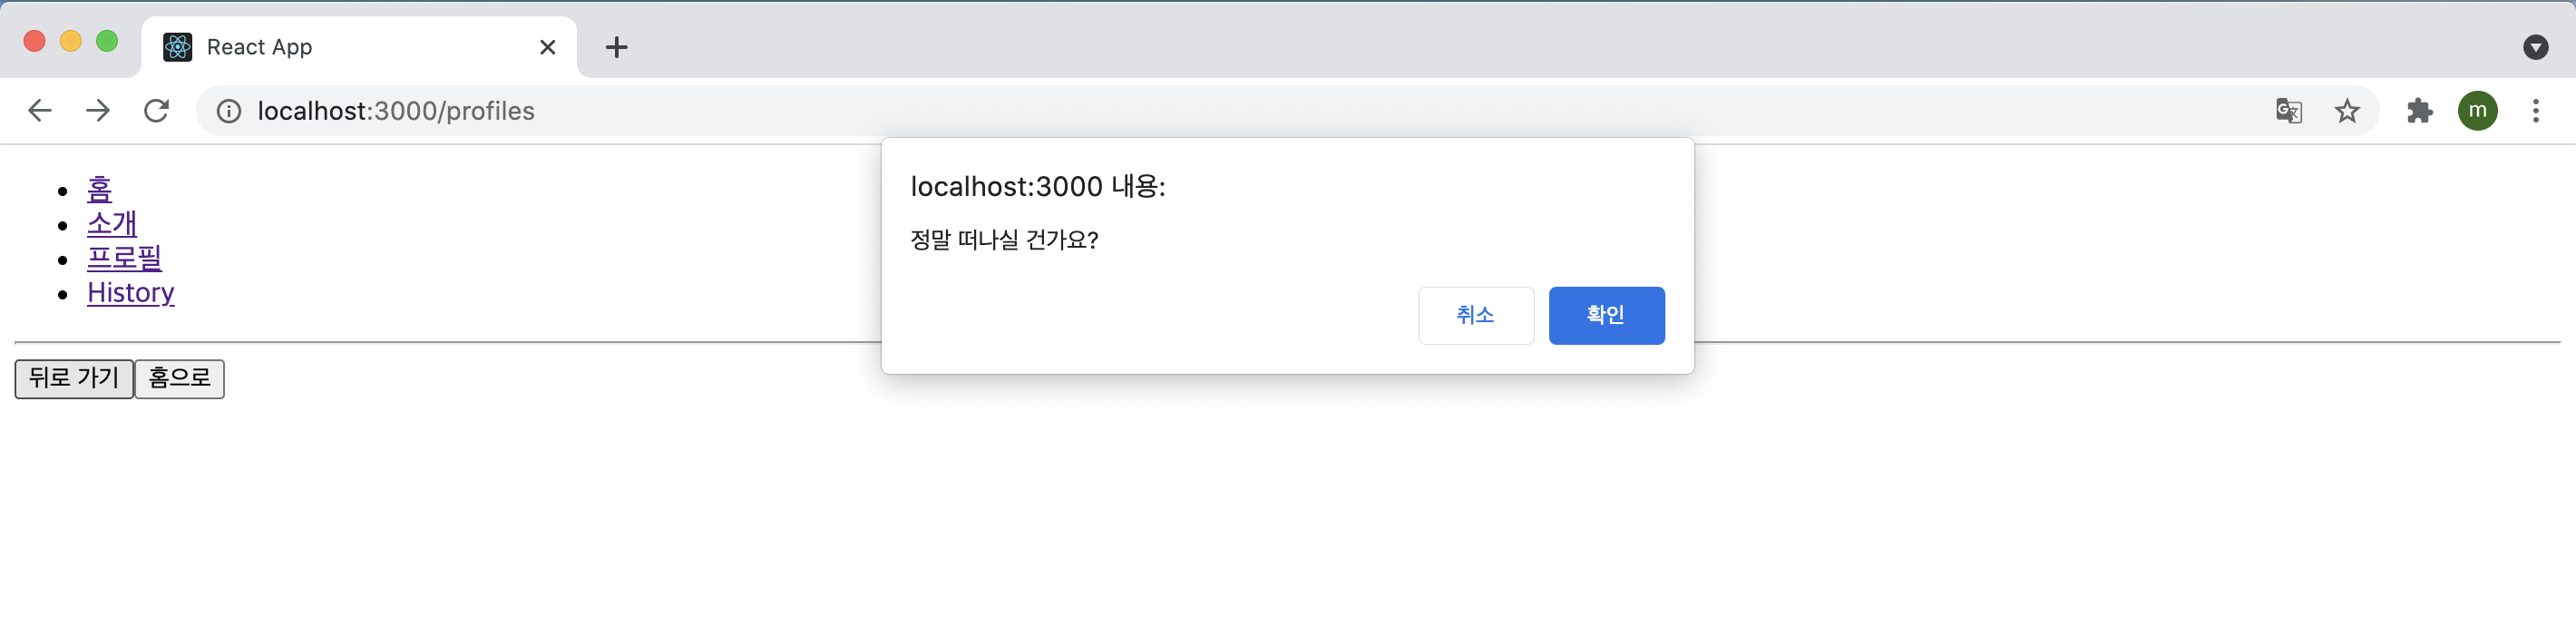 React App
localhost:3000/profiles
m
localhost:3000 내용:
정말 떠나실 건가요?
취소 확인
홈
소개
프로필
History
뒤로 가기 홈으로